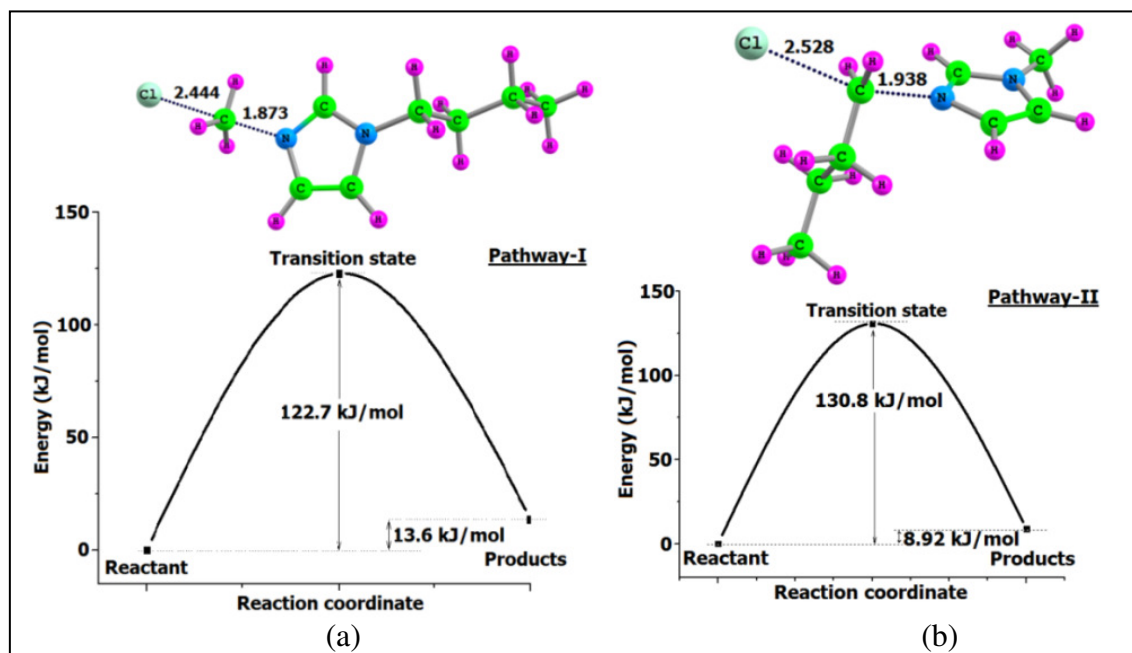 Cl
2.444
1.873
H
H
H
C
N
C
H
N
C
C
H
H
C
H
H
C
H
H
C
H
H
C
H
H
H
150
100
50
0
Energy (kJ/mol)
Transition state
Pathway-I
122.7 kJ/mol
13.6 kJ/mol
Reactant
Products
Reaction coordinate
(a)
Cl
2.528
1.938
H
H
C
N
H
C
N
C
H
H
H
C
C
H
H
C
H
H
C
H
H
C
H
H
H
150
100
50
0
Energy (kJ/mol)
Transition state
Pathway-II
130.8 kJ/mol
8.92 kJ/mol
Reactant
Products
Reaction coordinate
(b)